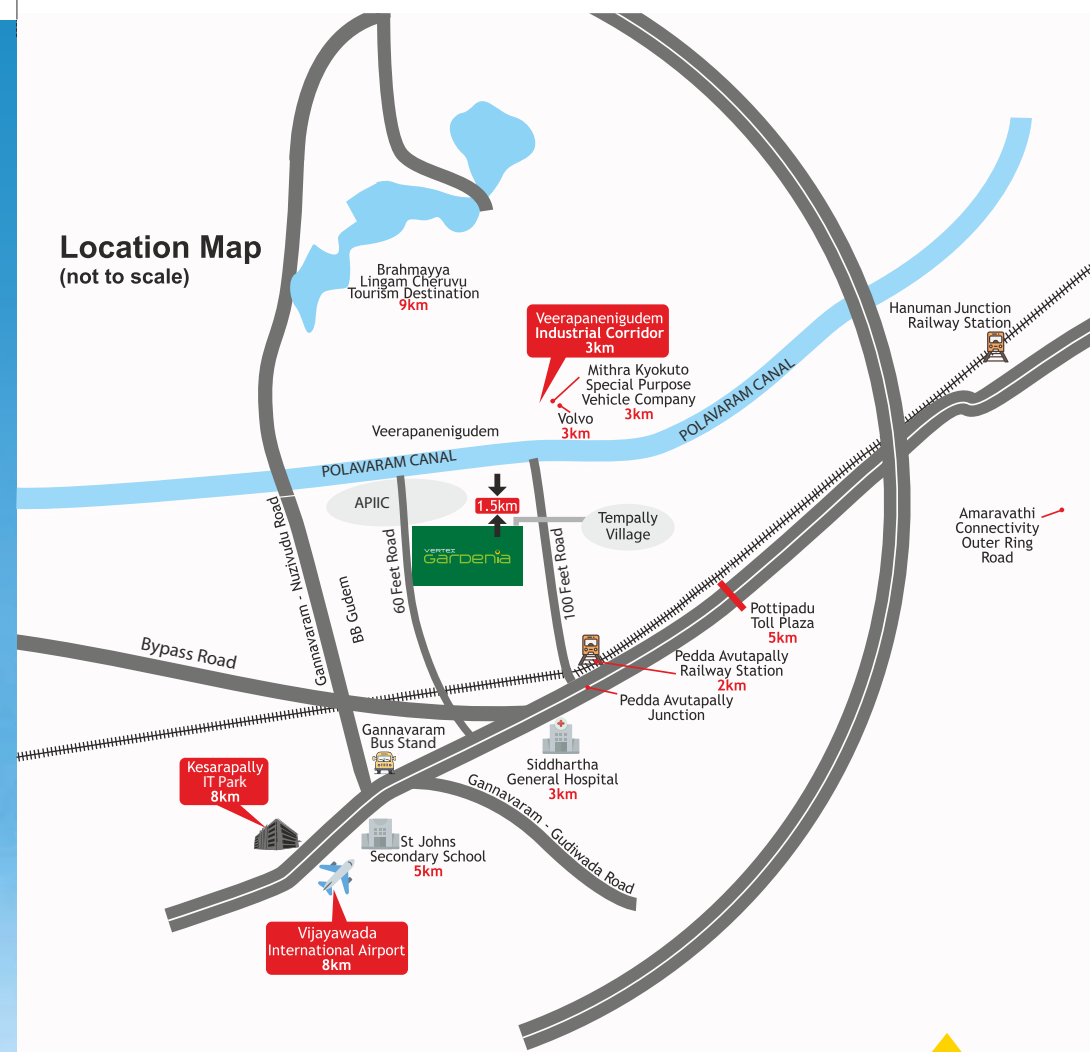 Location Map
(not to scale)
Brahmayya
Lingam Cheruvu
Tourism Destination
9km
Hanuman Junction
Railway Station
Veerapanenigudem
Industrial Corridor
3km
Mithra Kyokuto
Special Purpose
Vehicle Company
3km
Volvo
3km
POLAVARAM CANAL
Veerapanenigudem
POLAVARAM CANAL
APIIC
1.5km
Tempally
Village
Amaravathi
Connectivity
Outer Ring
Road
VERTEX
GarDenia
Gannavaram - Nuzivudu Road
BB Gudem
60 Feet Road
100 Feet Road
Bypass Road
Pottipadu
Toll Plaza
5km
Pedda Avutapally
Railway Station
2km
Pedda Avutapally
Junction
Gannavaram
Bus Stand
Siddhartha
General Hospital
3km
Kesarapally
IT Park
8km
Gannavaram - Gudiwada Road
St Johns
Secondary School
5km
Vijayawada
International Airport
8km